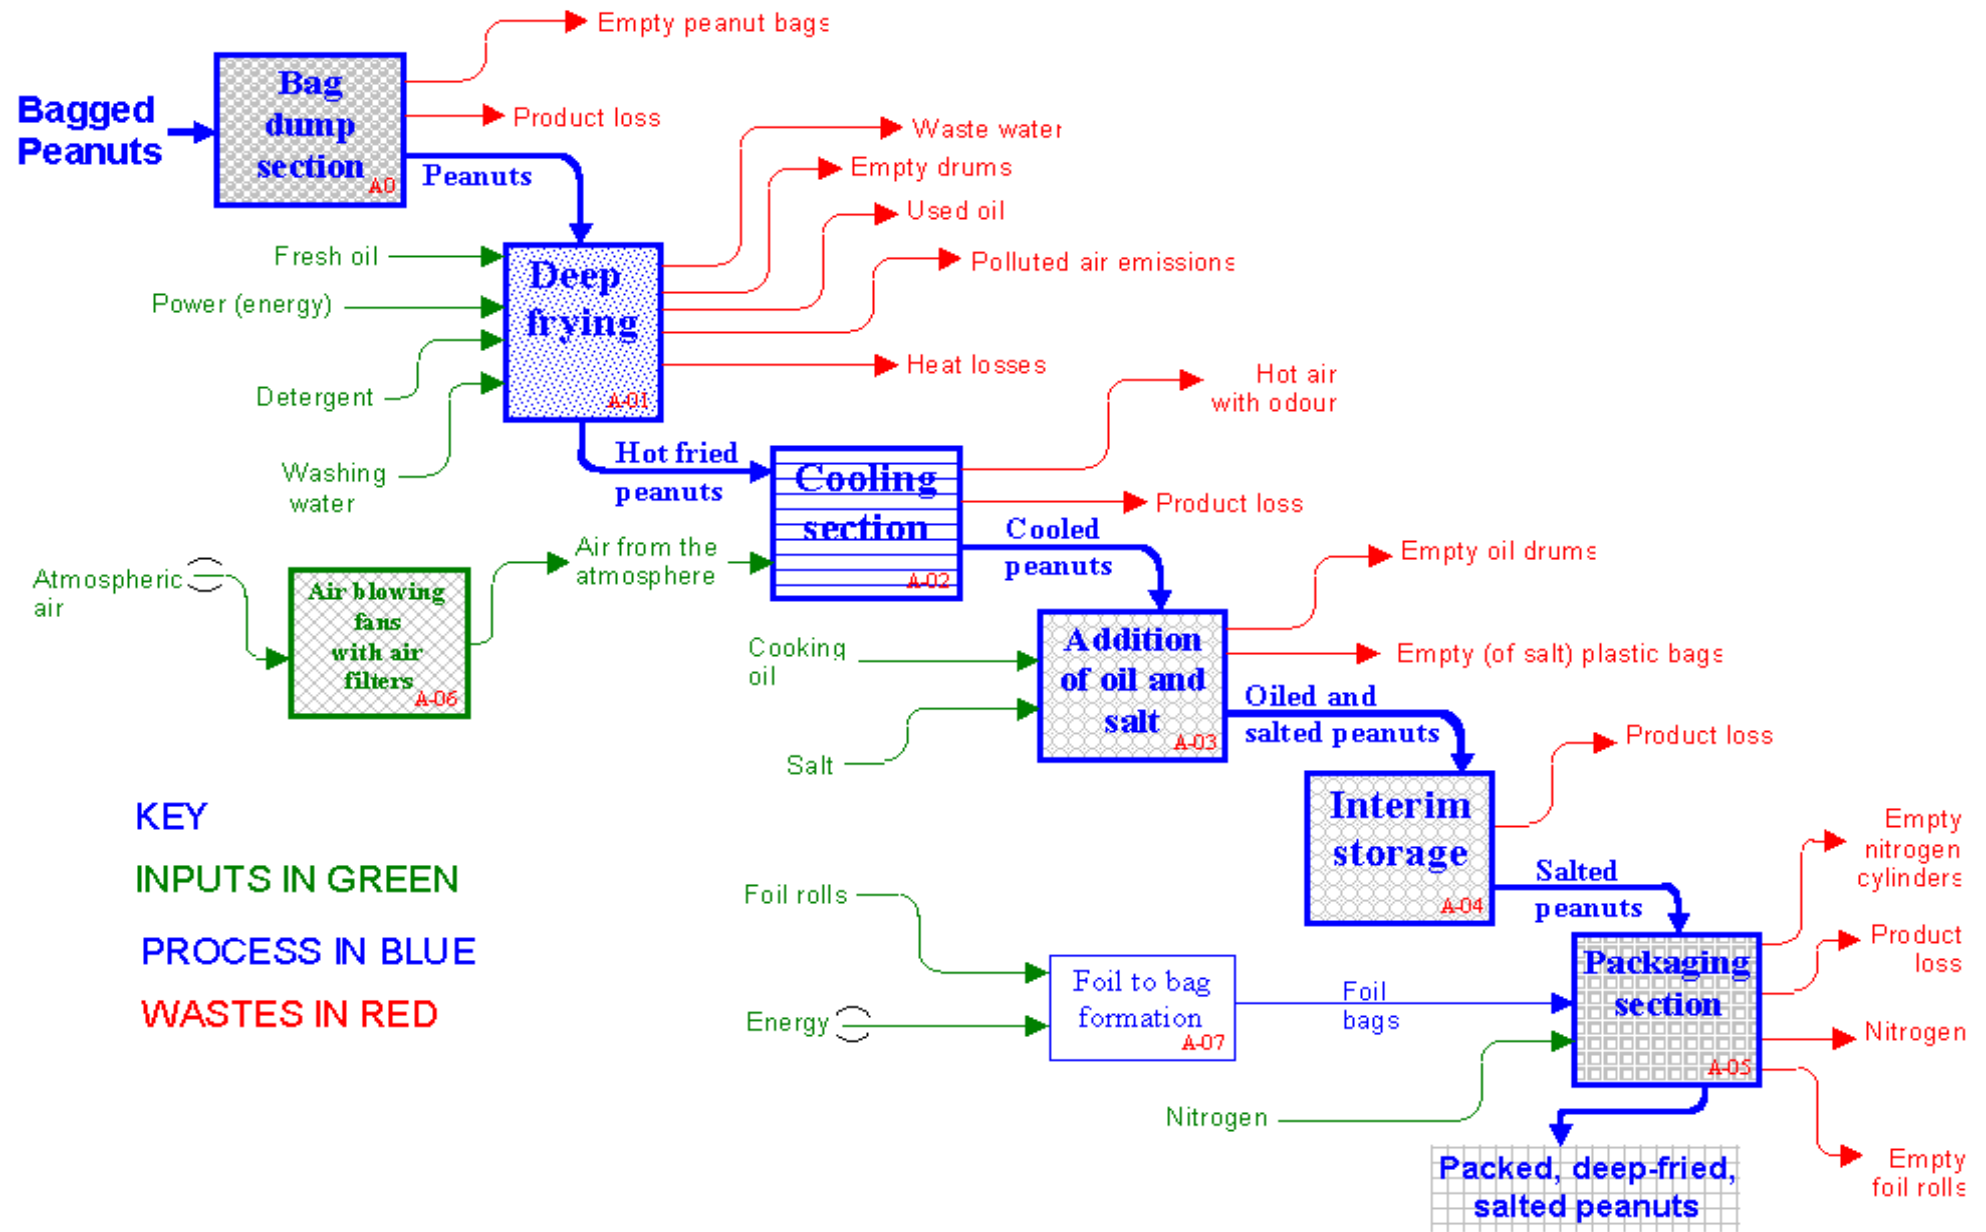 Empty peanut bags
Bagged
Peanuts
Bag
dump
section
A0
Product loss
Peanuts
Waste water
Empty drums
Used oil
Polluted air emissions
Heat losses
Fresh oil
Power (energy)
Detergent
Washing
water
Deep
frying
A-01
Hot fried
peanuts
Hot air
with odour
Cooling
section
A-02
Product loss
Cooled
peanuts
Atmospheric
air
Air blowing
fans
with air
filters
A-06
Air from the
atmosphere
Empty oil drums
Empty (of salt) plastic bags
Cooking
oil
Salt
Addition
of oil and
salt
A-03
Oiled and
salted peanuts
Product loss
Interim
storage
A-04
Salted
peanuts
KEY
INPUTS IN GREEN
PROCESS IN BLUE
WASTES IN RED
Foil rolls
Energy
Foil to bag
formation
A-07
Foil
bags
Nitrogen
Packaging
section
A-05
Empty
nitrogen
cylinders
Product
loss
Nitrogen
Empty
foil rolls
Packed, deep-fried,
salted peanuts